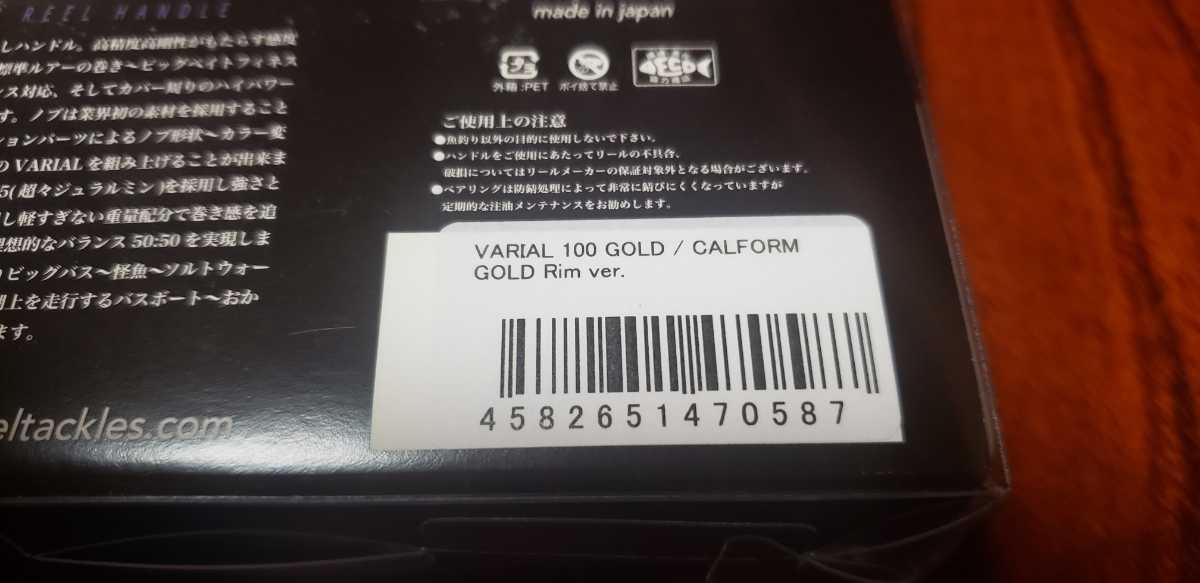 REEL HANDLE
しハンドル。高精度高剛性がもたらす感度
標準ルアーの巻き～ビッグベイトフィネス
ンス対応、そしてカバー周りのハイパワー
す。ノブは業界初の素材を採用すること
ションパーツによるノブ形状～カラー変
の VARIALを組み上げることが出来ま
5(超々ジュラルミン)を採用し強さと
し軽すぎない重量配分で巻き感を追
理想的なバランス 50:50を実現しま
りビッグバス～怪魚～ソルトウォー
湖上を走行するバスボート～おか
ます。
eltackles.com
made in japan
プラ
外箱:PET
ポイ捨て禁止
ご使用上の注意
●魚釣り以外の目的に使用しないで下さい。
●ハンドルをご使用にあたってリールの不具合、
破損についてはリールメーカーの保証対象外となる場合がございます。
●ベアリングは防錆処理によって非常に錆びにくくなっていますが
定期的な注油メンテナンスをお勧めします。
VARIAL 100 GOLD / CALFORM
GOLD Rim ver.
4582651470587